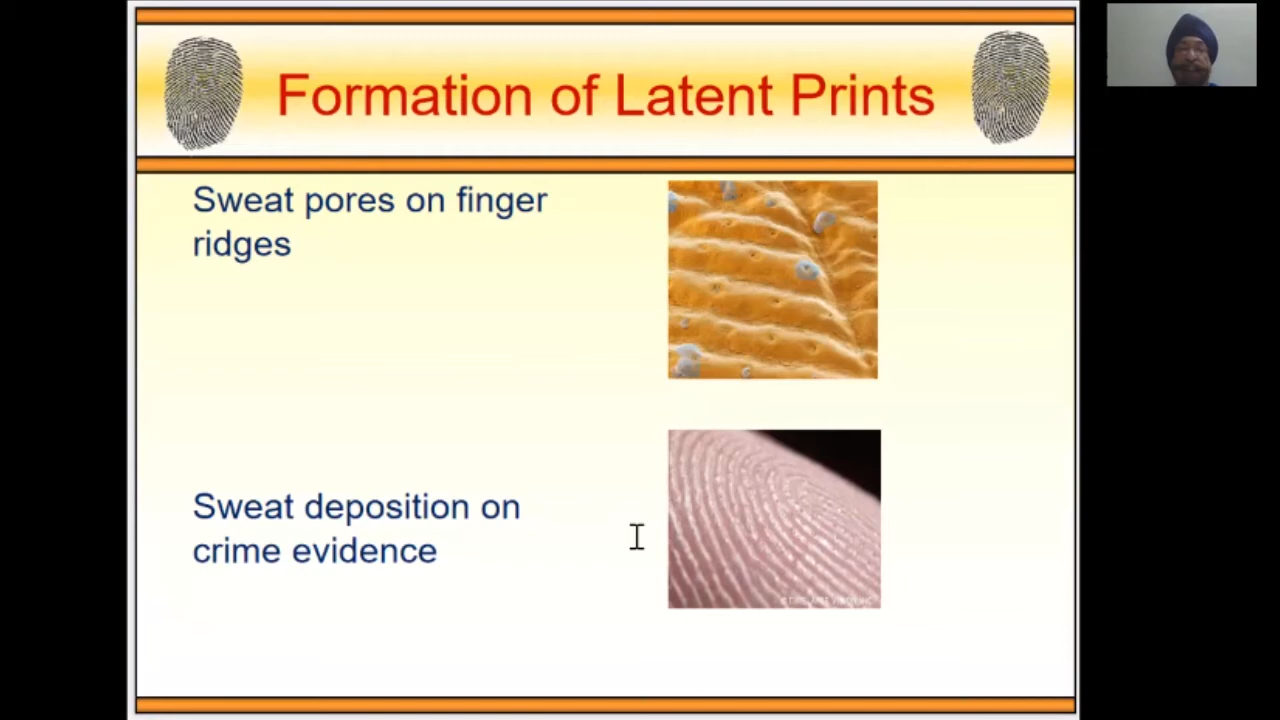 Formation of Latent Prints
Sweat pores on finger
ridges
Sweat deposition on
crime evidence